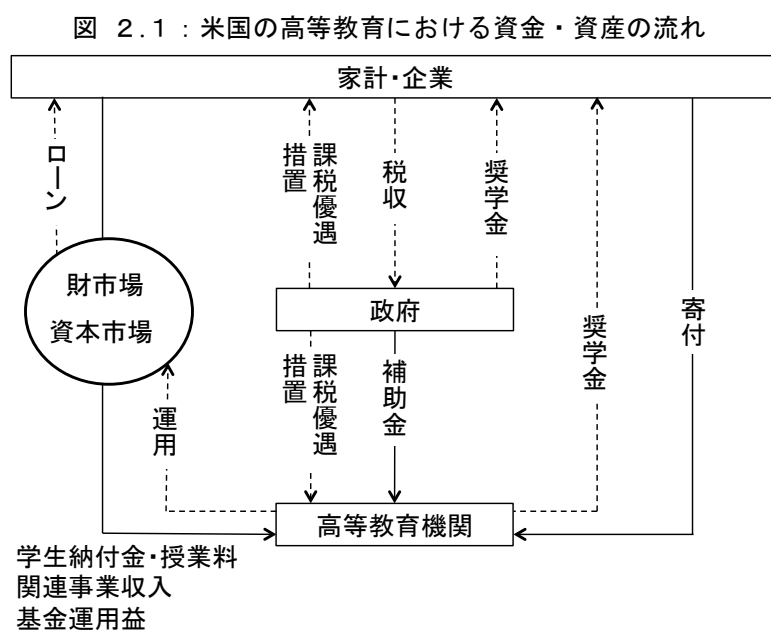 図 2.1：米国の高等教育における資金・資産の流れ
家計・企業
ローン
課税優遇
措置
税収
奨学金
財市場
資本市場
政府
寄付
奨学金
課税優遇
措置
補助金
運用
高等教育機関
学生納付金・授業料
関連事業収入
基金運用益